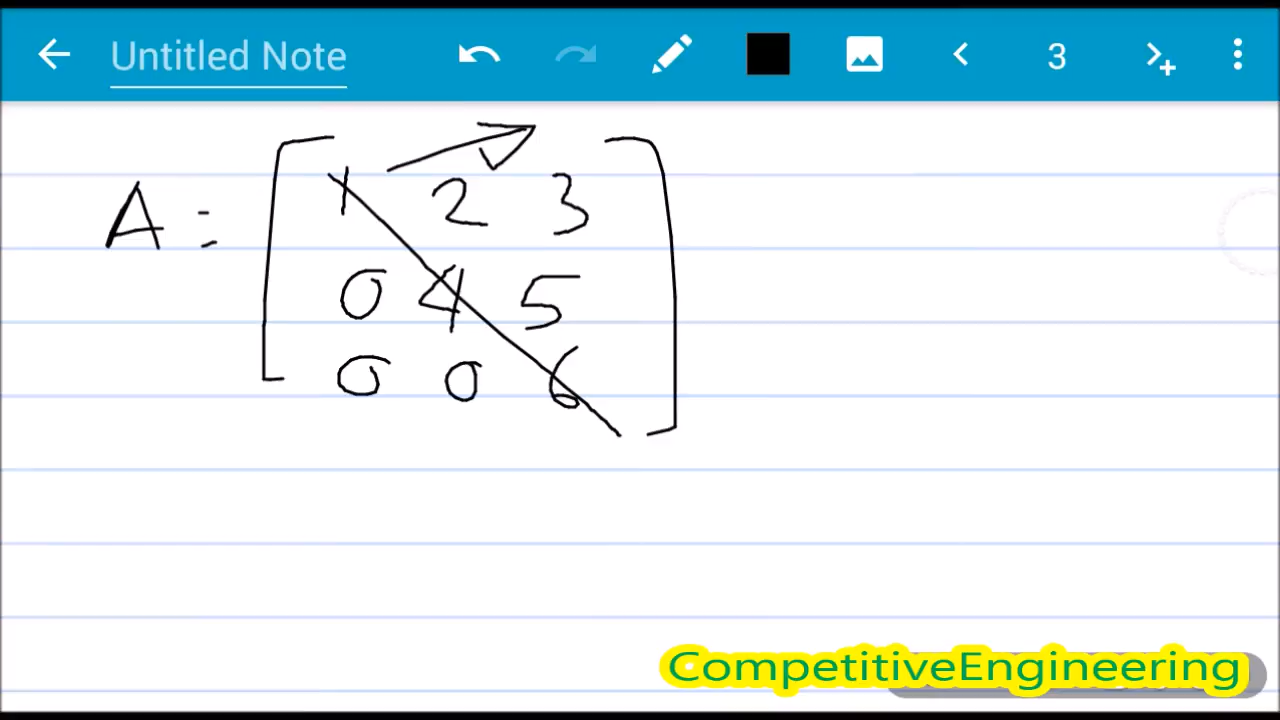 Untitled Note 3
1 2 3
A =
0 4 5
0 0 6
CompetitiveEngineering